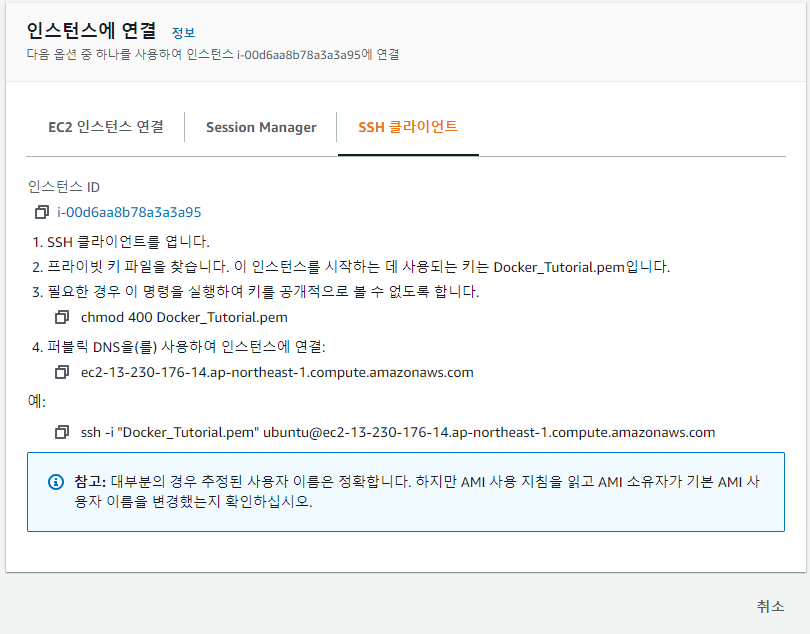 인스턴스에 연결 정보
다음 옵션 중 하나를 사용하여 인스턴스 i-00d6aa8b78a3a3a95에 연결
EC2 인스턴스 연결
Session Manager
SSH 클라이언트
인스턴스 ID
i-00d6aa8b78a3a3a95
1. SSH 클라이언트를 엽니다.
2. 프라이빗 키 파일을 찾습니다. 이 인스턴스를 시작하는 데 사용되는 키는 Docker_Tutorial.pem입니다.
3. 필요한 경우 이 명령을 실행하여 키를 공개적으로 볼 수 없도록 합니다.
chmod 400 Docker_Tutorial.pem
4. 퍼블릭 DNS을(를) 사용하여 인스턴스에 연결:
ec2-13-230-176-14.ap-northeast-1.compute.amazonaws.com
예:
ssh -i "Docker_Tutorial.pem" ubuntu@ec2-13-230-176-14.ap-northeast-1.compute.amazonaws.com
참고: 대부분의 경우 추정된 사용자 이름은 정확합니다. 하지만 AMI 사용 지침을 읽고 AMI 소유자가 기본 AMI 사
용자 이름을 변경했는지 확인하십시오.
취소